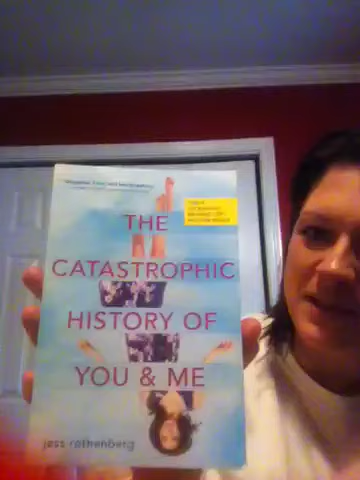 THE
CATASTROPHIC
HISTORY OF
YOU & ME
jess rothenberg